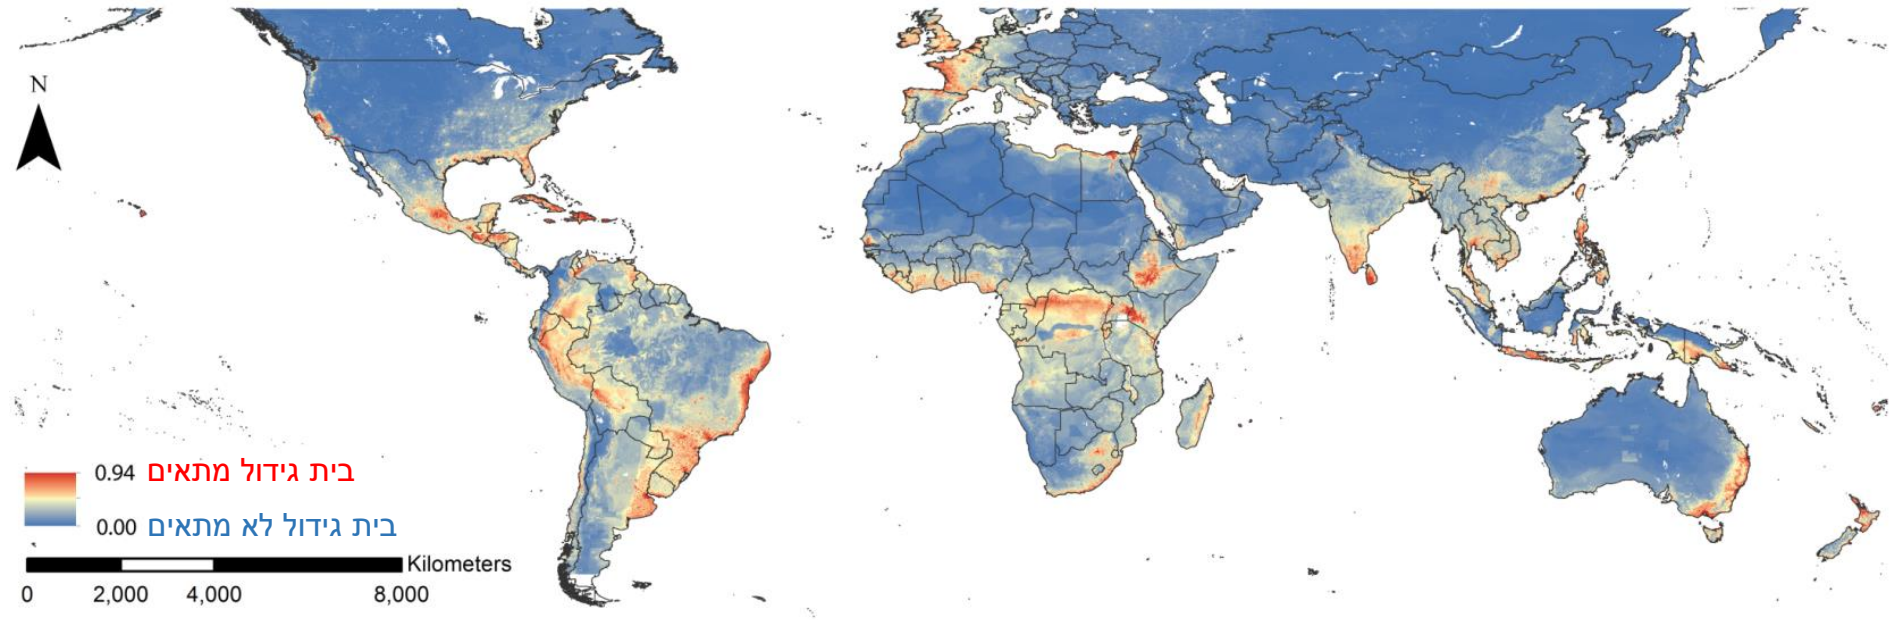 N
0.94 בית גידול מתאים
0.00 בית גידול לא מתאים
Kilometers
0 2,000 4,000 8,000